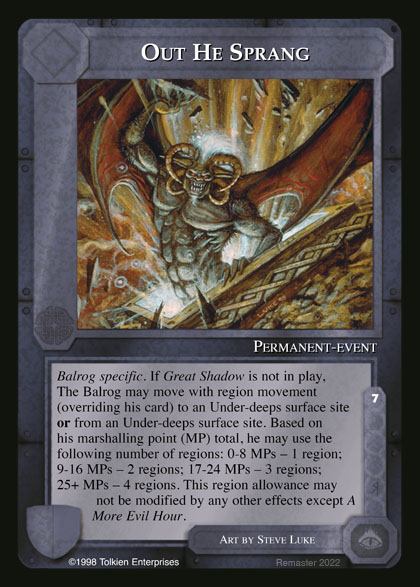 Out He Sprang
Permanent-event
Balrog specific. If Great Shadow is not in play,
The Balrog may move with region movement
(overriding his card) to an Under-deeps surface site
or from an Under-deeps surface site. Based on
his marshalling point (MP) total, he may use the
following number of regions: 0-8 MPs – 1 region;
9-16 MPs – 2 regions; 17-24 MPs – 3 regions;
25+ MPs – 4 regions. This region allowance may
not be modified by any other effects except A
More Evil Hour.
7
Art by Steve Luke
©1998 Tolkien Enterprises
Remaster 2022